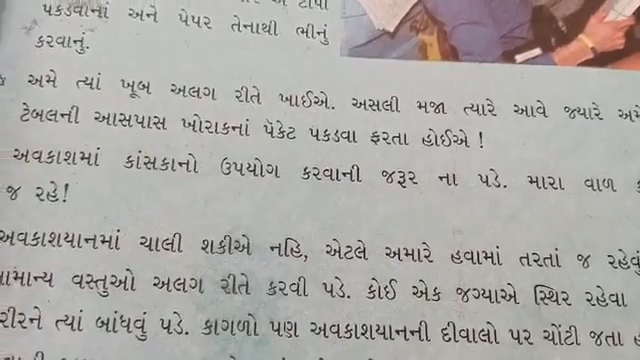 પકડવાનાં અને પેપર તેનાથી ભીનું
કરવાનું.
અમે ત્યાં ખૂબ અલગ રીતે ખાઈએ. અસલી મજા ત્યારે આવે જ્યારે અમે
ટેબલની આસપાસ ખોરાકનાં પૅકેટ પકડવા ફરતા હોઈએ !
અવકાશમાં કાંસકાનો ઉપયોગ કરવાની જરૂર ના પડે. મારા વાળ
જ રહે!
અવકાશયાનમાં ચાલી શકીએ નહિ, એટલે અમારે હવામાં તરતાં જ રહેવું
સામાન્ય વસ્તુઓ અલગ રીતે કરવી પડે. કોઈ એક જગ્યાએ સ્થિર રહેવા
શરીરને ત્યાં બાંધવું પડે. કાગળો પણ અવકાશયાનની દીવાલો પર ચોંટી જતા